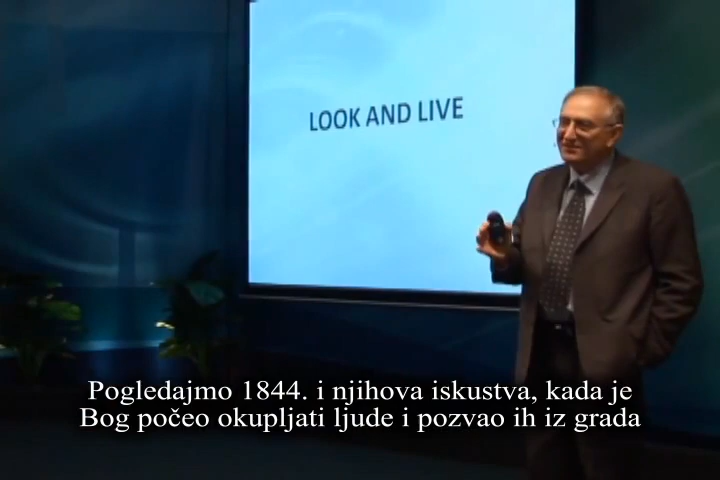 LOOK AND LIVE
Pogledajmo 1844. i njihova iskustva, kada je
Bog počeo okupljati ljude i pozvao ih iz grada